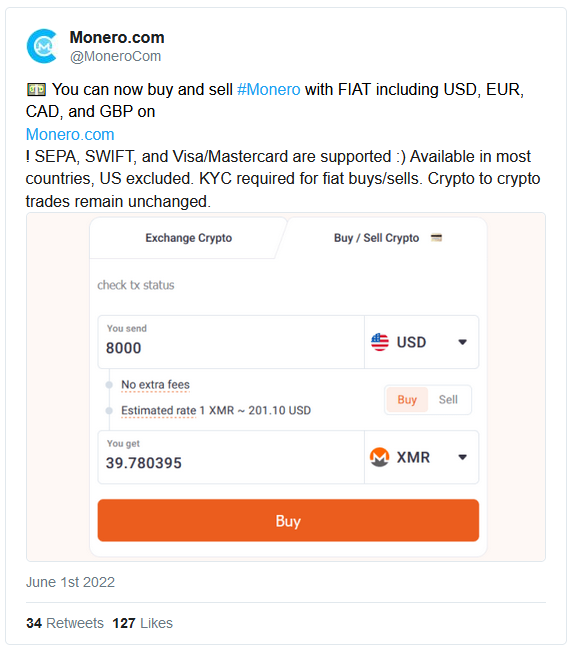 Monero.com
@MoneroCom
💵 You can now buy and sell #Monero with FIAT including USD, EUR,
CAD, and GBP on
Monero.com
! SEPA, SWIFT, and Visa/Mastercard are supported :) Available in most
countries, US excluded. KYC required for fiat buys/sells. Crypto to crypto
trades remain unchanged.
Exchange Crypto
Buy / Sell Crypto
check tx status
You send
8000
USD
No extra fees
Estimated rate 1 XMR ~ 201.10 USD
Buy
Sell
You get
39.780395
XMR
Buy
June 1st 2022
34 Retweets 127 Likes